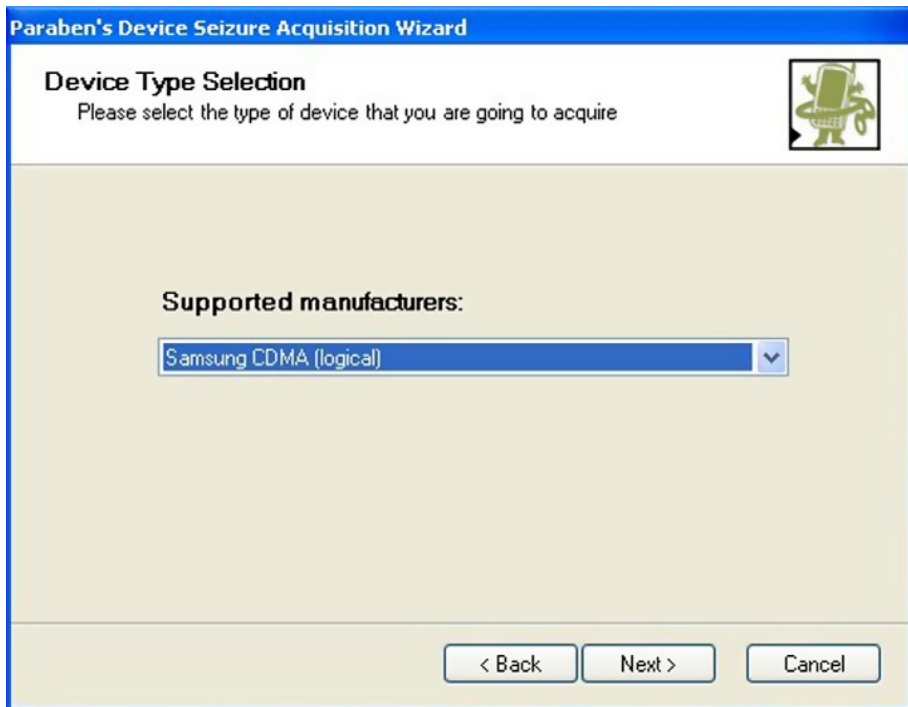 Paraben's Device Seizure Acquisition Wizard
Device Type Selection
Please select the type of device that you are going to acquire
Supported manufacturers:
Samsung CDMA (logical)
< Back
Next >
Cancel